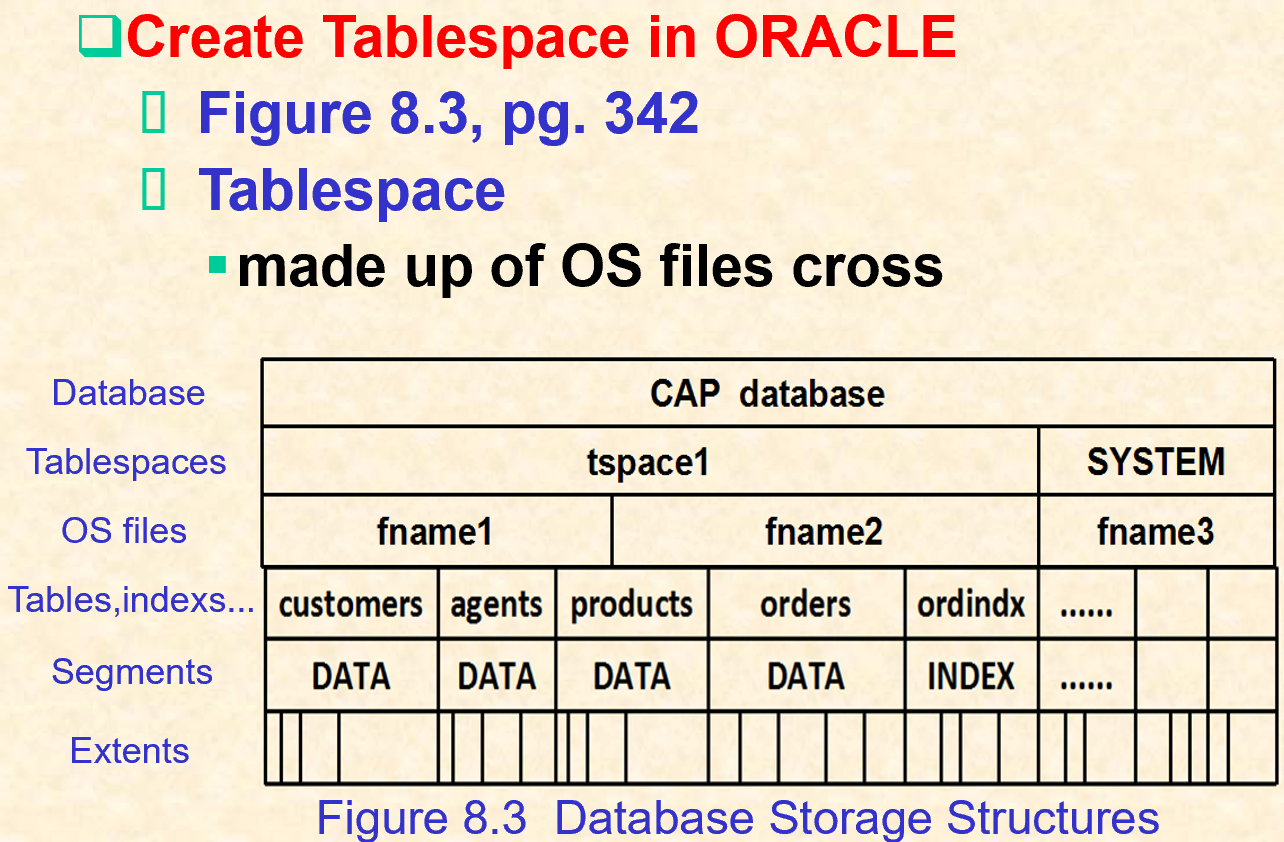 Create Tablespace in ORACLE
Figure 8.3, pg. 342
Tablespace
made up of OS files cross
Database CAP database
Tablespaces tspace1 SYSTEM
OS files fname1 fname2 fname3
Tables,indexs... customers agents products orders ordindx ......
Segments DATA DATA DATA DATA INDEX ......
Extents
Figure 8.3 Database Storage Structures